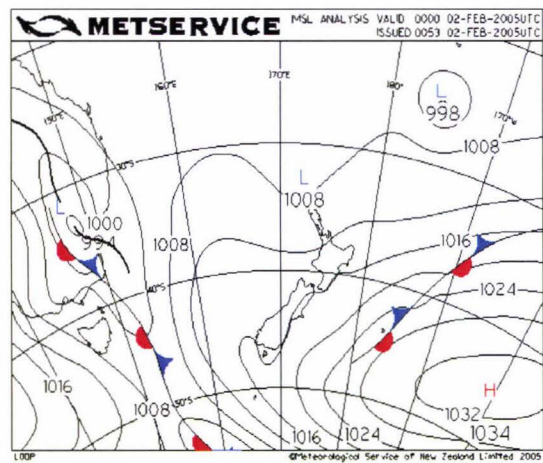 METSERVICE
MSL ANALYSIS VALID 0000 02-FEB-2005UTC
ISSUED 0053 02-FEB-2005UTC
150°E
160°E
170°E
180°
170°W
L
998
1008
30°S
L
1008
L
1000
994
1008
1016
40°S
1024
1016
1008
50°S
H
1032
1016
1024
1034
LOOP
©Meteorological Service of New Zealand Limited 2005